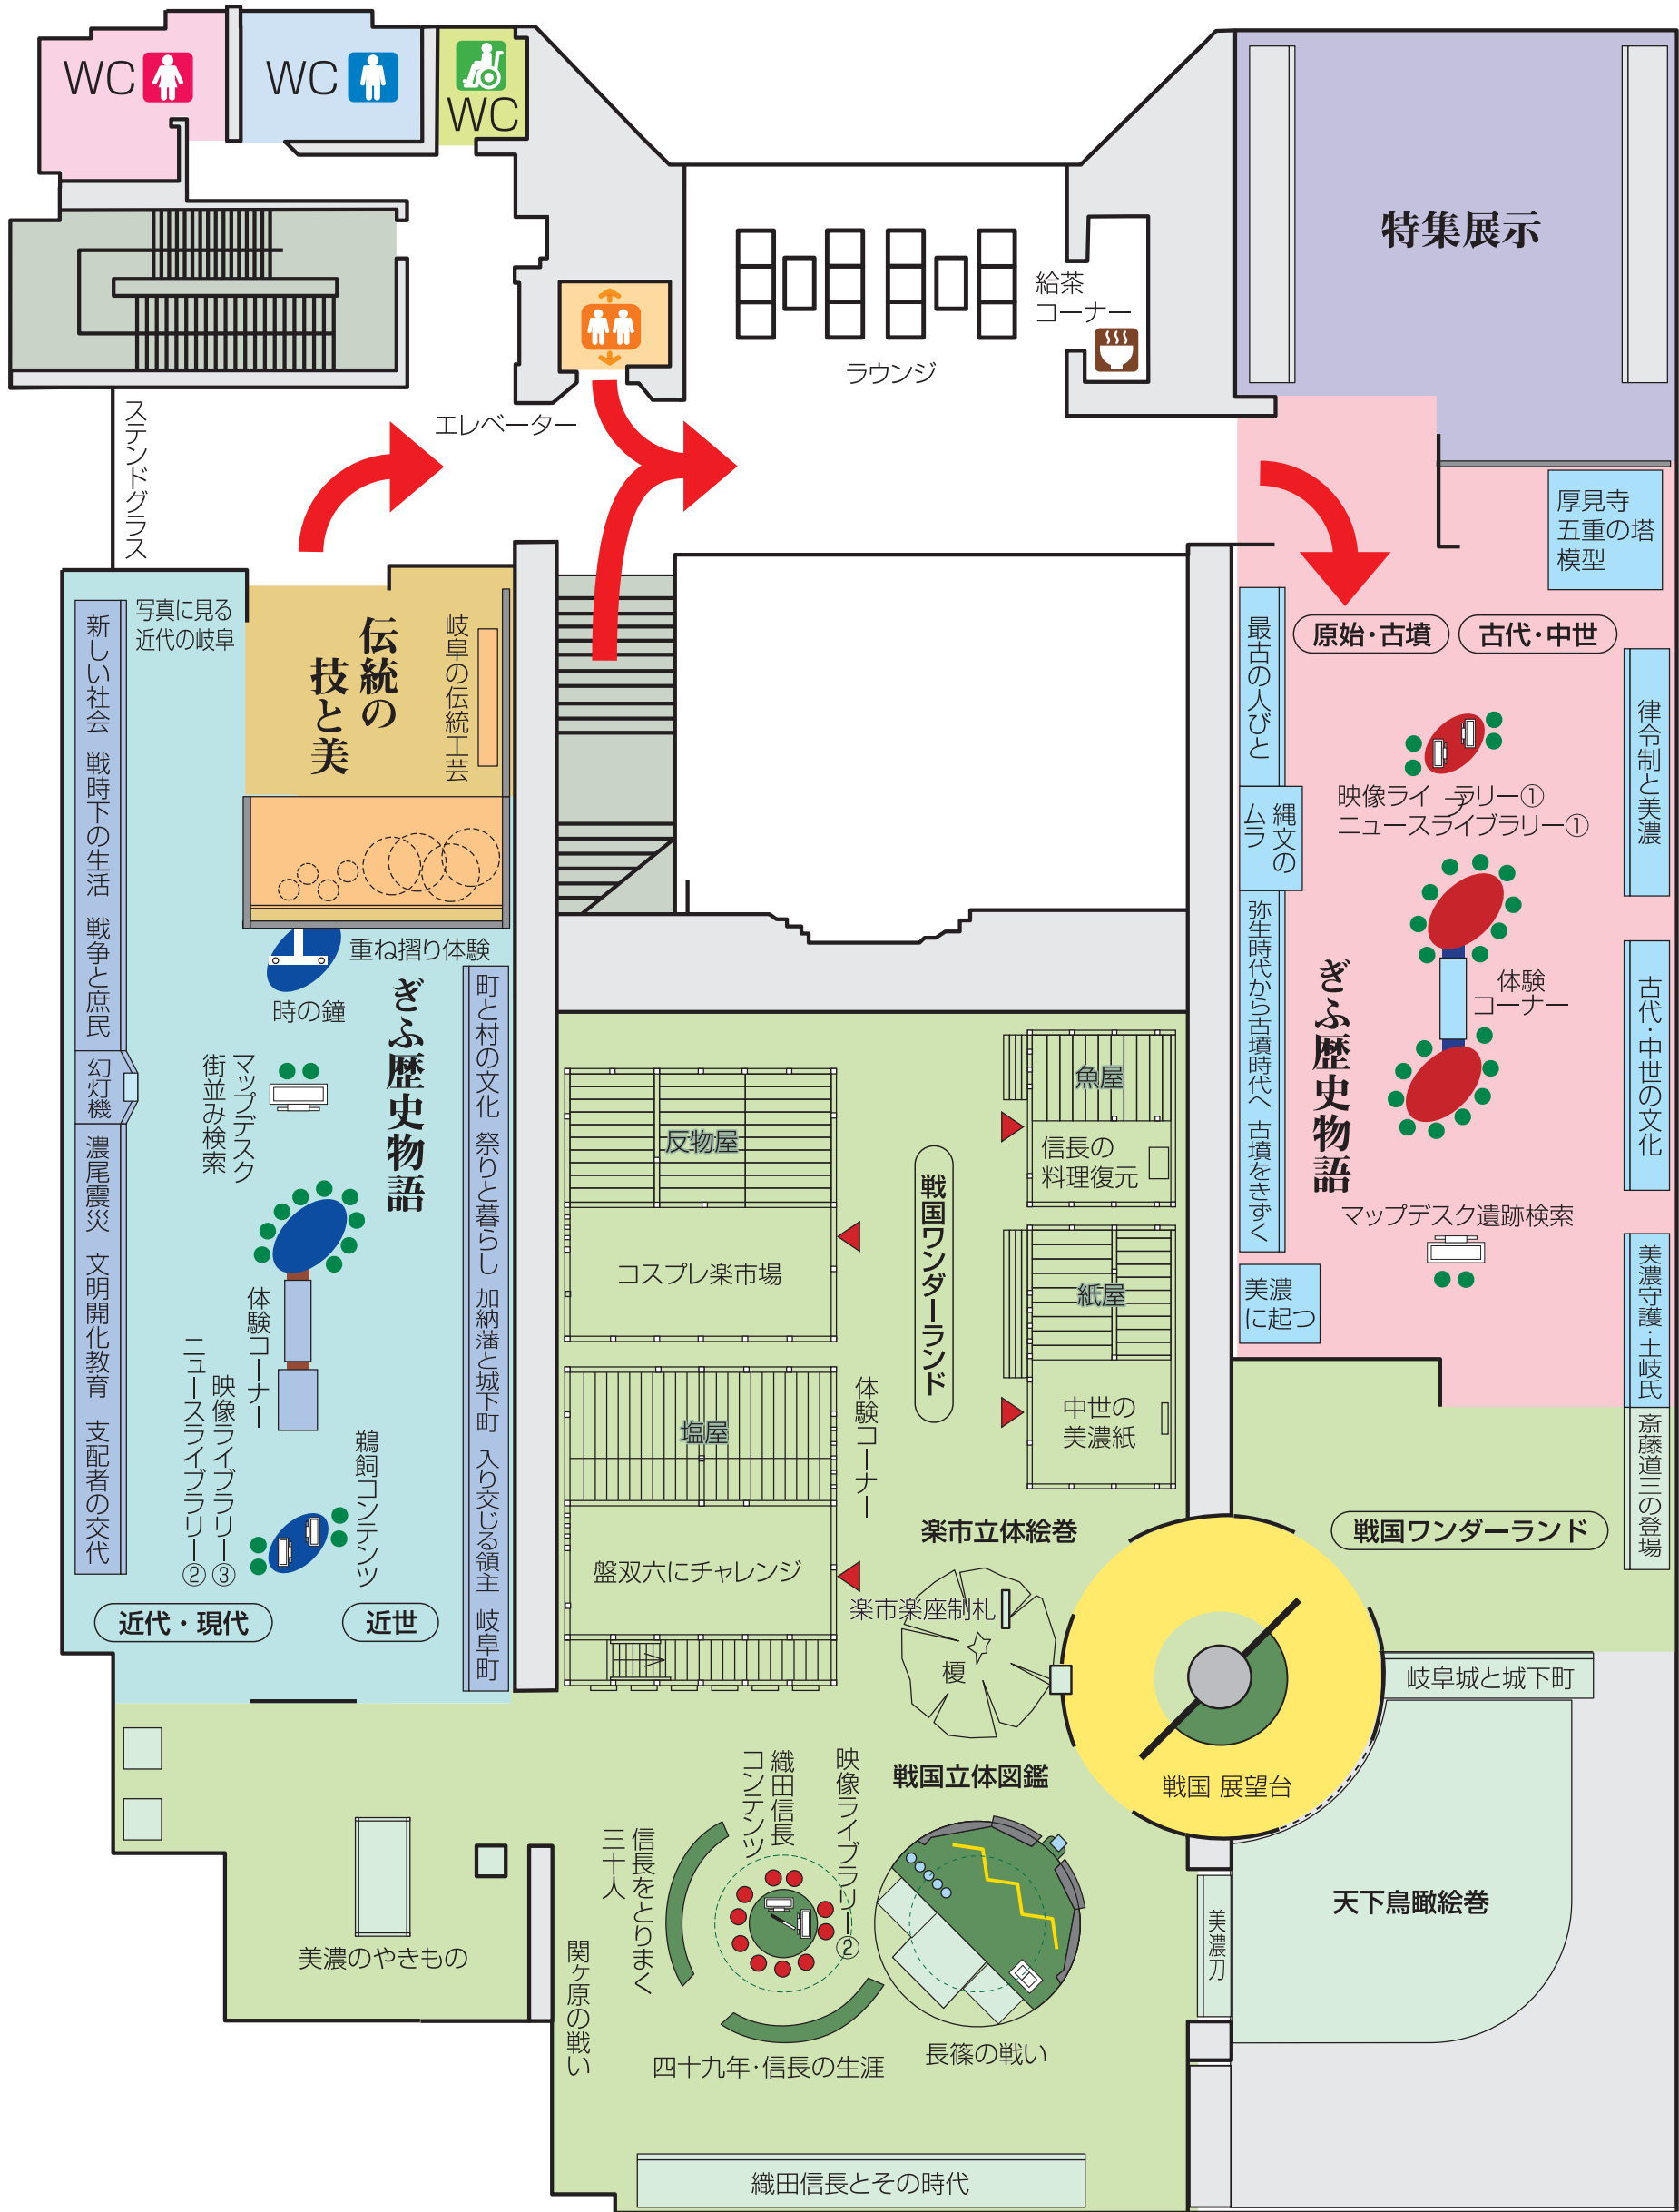 WC
WC
WC
特集展示
給茶
コーナー
ラウンジ
エレベーター
ステンドグラス
厚見寺
五重の塔
模型
原始・古墳
古代・中世
最古の人びと
縄文の
ムラ
弥生時代から古墳時代へ 古墳をきずく
美濃
に起つ
映像ライブラリー①
ニュースライブラリー①
体験
コーナー
ぎふ歴史物語
マップデスク遺跡検索
律令制と美濃
古代・中世の文化
美濃守護・土岐氏
斎藤道三の登場
戦国ワンダーランド
岐阜城と城下町
戦国 展望台
天下鳥瞰絵巻
美濃刀
魚屋
信長の
料理復元
紙屋
中世の
美濃紙
戦国ワンダーランド
反物屋
コスプレ楽市場
塩屋
盤双六にチャレンジ
体験コーナー
楽市立体絵巻
楽市楽座制札
榎
戦国立体図鑑
長篠の戦い
映像ライブラリー②
織田信長
コンテンツ
信長をとりまく
三十人
四十九年・信長の生涯
関ヶ原の戦い
織田信長とその時代
美濃のやきもの
近世
近代・現代
町と村の文化 祭りと暮らし 加納藩と城下町 入り交じる領主 岐阜町
ぎふ歴史物語
鵜飼コンテンツ
体験コーナー
映像ライブラリー③
ニュースライブラリー②
マップデスク
街並み検索
時の鐘
重ね摺り体験
岐阜の伝統工芸
伝統の
技と美
写真に見る
近代の岐阜
新しい社会 戦時下の生活 戦争と庶民
幻灯機
濃尾震災 文明開化教育 支配者の交代